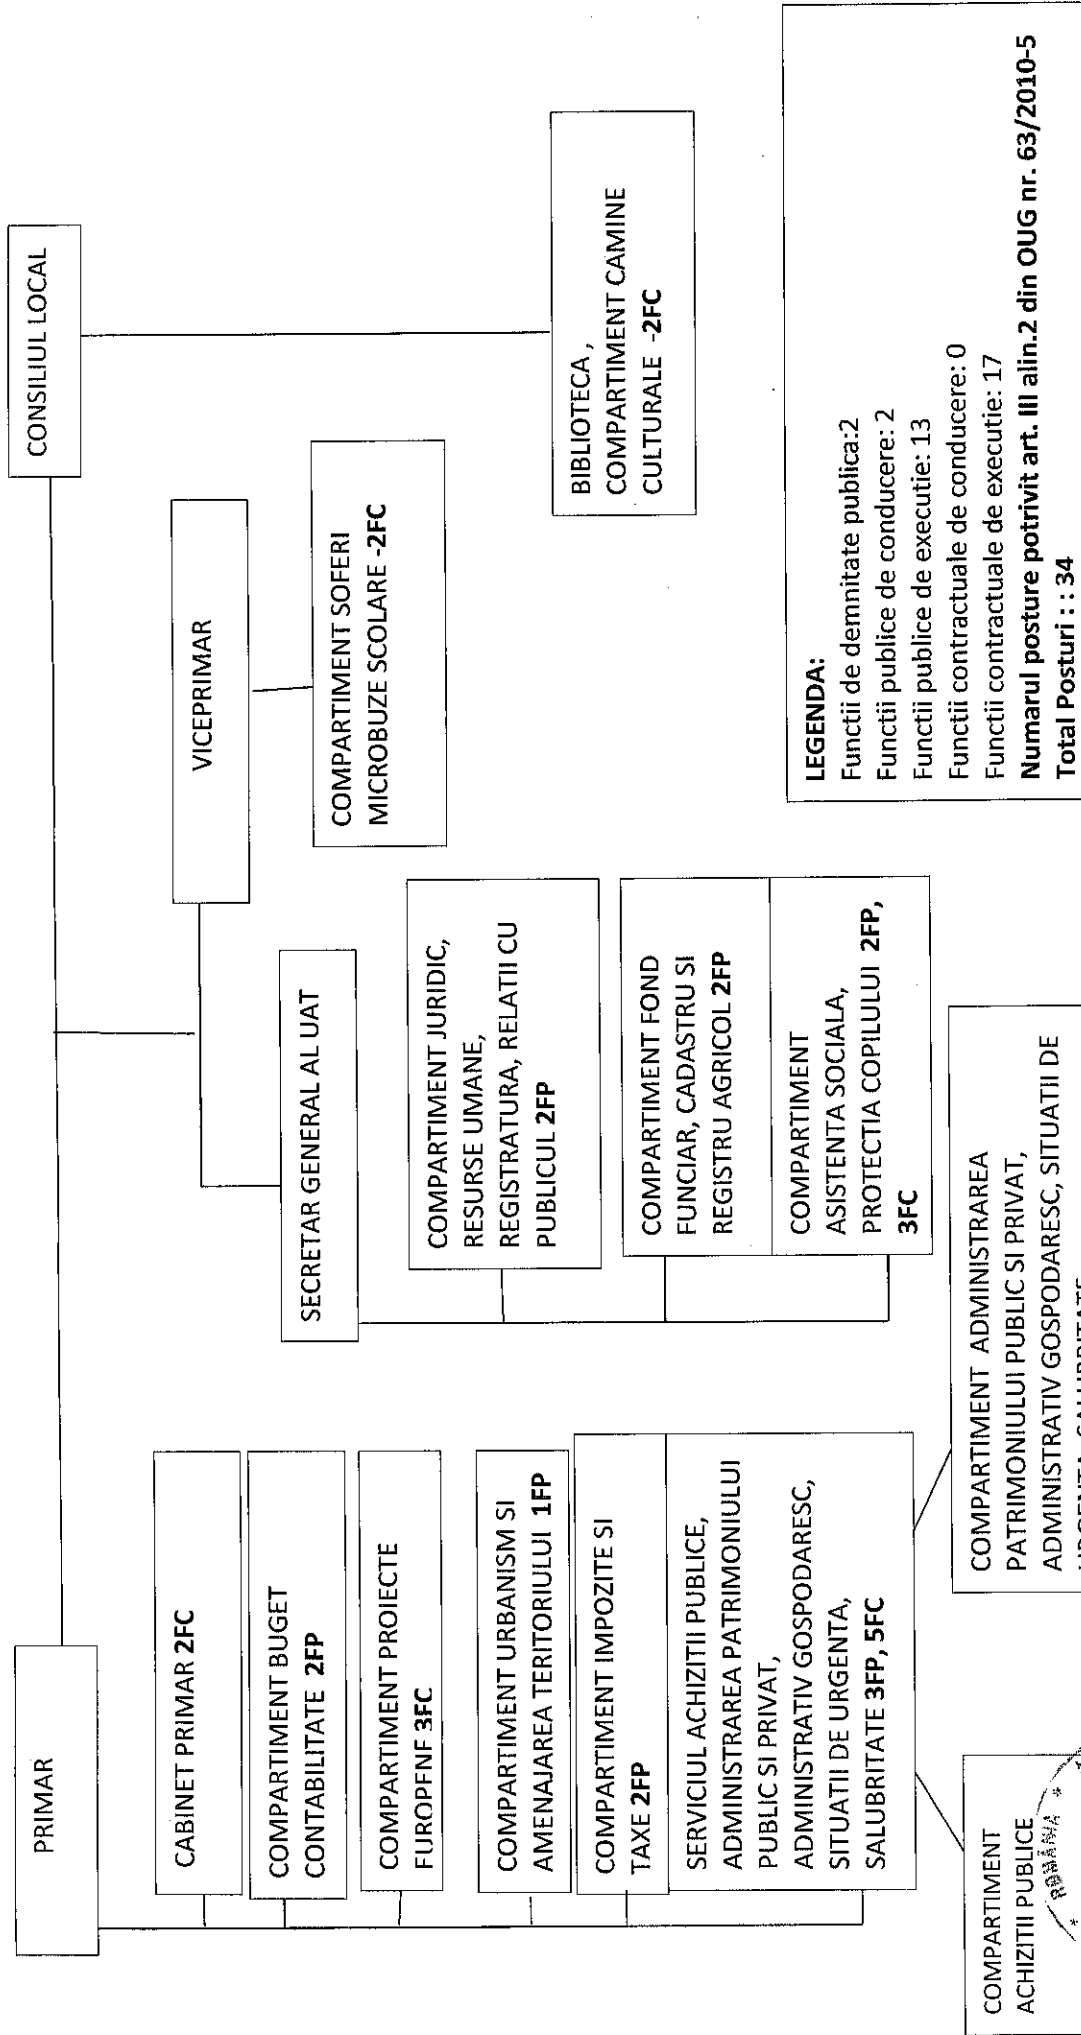 CONSILIUL LOCAL
PRIMAR
VICEPRIMAR
COMPARTIMENT SOFERI
MICROBUZE SCOLARE -2FC
BIBLIOTECA ,
COMPARTIMENT CAMINE
CULTURALE -2FC
SECRETAR GENERAL AL UAT
COMPARTIMENT JURIDIC,
RESURSE UMANE,
REGISTRATURA, RELATII CU
PUBLICUL 2FP
COMPARTIMENT FOND
FUNCIAR, CADASTRU SI
REGISTRU AGRICOL 2FP
COMPARTIMENT
ASISTENTA SOCIALA,
PROTECTIA COPILULUI 2FP,
3FC
CABINET PRIMAR 2FC
COMPARTIMENT BUGET
CONTABILITATE 2FP
COMPARTIMENT PROIECTE
FUROPFNF 3FC
COMPARTIMENT URBANISM SI
AMENAJAREA TERITORIULUI 1FP
COMPARTIMENT IMPOZITE SI
TAXE 2FP
SERVICIUL ACHIZITII PUBLICE,
ADMINISTRAREA PATRIMONIULUI
PUBLIC SI PRIVAT,
ADMINISTRATIV GOSPODARESC,
SITUATII DE URGENTA,
SALUBRITATE 3FP, 5FC
COMPARTIMENT
ACHIZITII PUBLICE
* ROMÂNIA *
COMPARTIMENT ADMINISTRAREA
PATRIMONIULUI PUBLIC SI PRIVAT,
ADMINISTRATIV GOSPODARESC, SITUATII DE
URGENTA, SALUBRITATE
LEGENDA:
Functii de demnitate publica:2
Functii publice de conducere: 2
Functii publice de executie: 13
Functii contractuale de conducere: 0
Functii contractuale de executie: 17
Numarul posture potrivit art. III alin.2 din OUG nr. 63/2010-5
Total Posturi : : 34